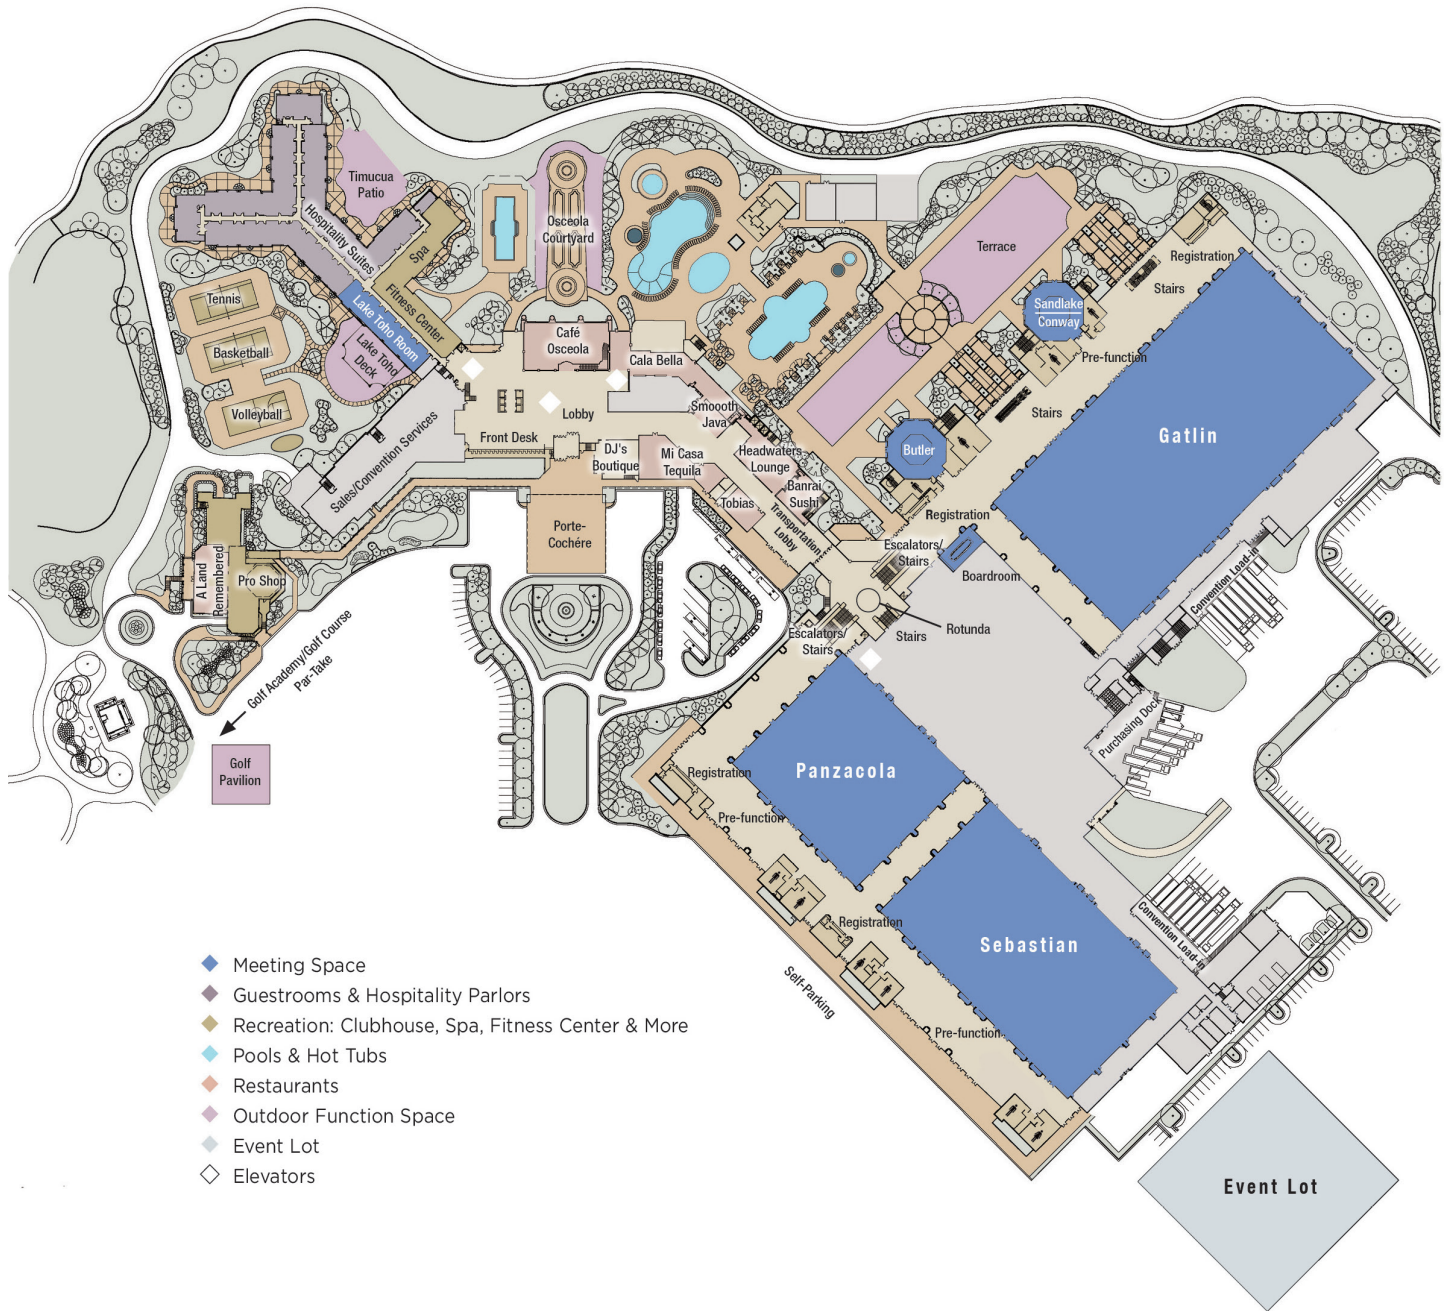 Timucua
Patio
Hospitality Suites
Spa
Fitness Center
Lake Toho Room
Lake Toho
Deck
Tennis
Basketball
Volleyball
Osceola
Courtyard
Café
Osceola
Cala Bella
Smoooth
Java
Lobby
Front Desk
DJ's
Boutique
Mi Casa
Tequila
Headwaters
Lounge
Banrai
Sushi
Tobias
Transportation
Lobby
Sales/Convention Services
Porte-
Cochére
A Land
Remembered
Pro Shop
Golf Academy/Golf Course
Par-Take
Golf
Pavilion
Terrace
Registration
Stairs
Sandlake
Conway
Pre-function
Stairs
Butler
Gatlin
Registration
Escalators/
Stairs
Boardroom
Convention Load-in
Rotunda
Stairs
Escalators/
Stairs
Purchasing Dock
Panzacola
Registration
Pre-function
Registration
Sebastian
Convention Load-in
Self-Parking
Pre-function
Event Lot
Meeting Space
Guestrooms & Hospitality Parlors
Recreation: Clubhouse, Spa, Fitness Center & More
Pools & Hot Tubs
Restaurants
Outdoor Function Space
Event Lot
Elevators